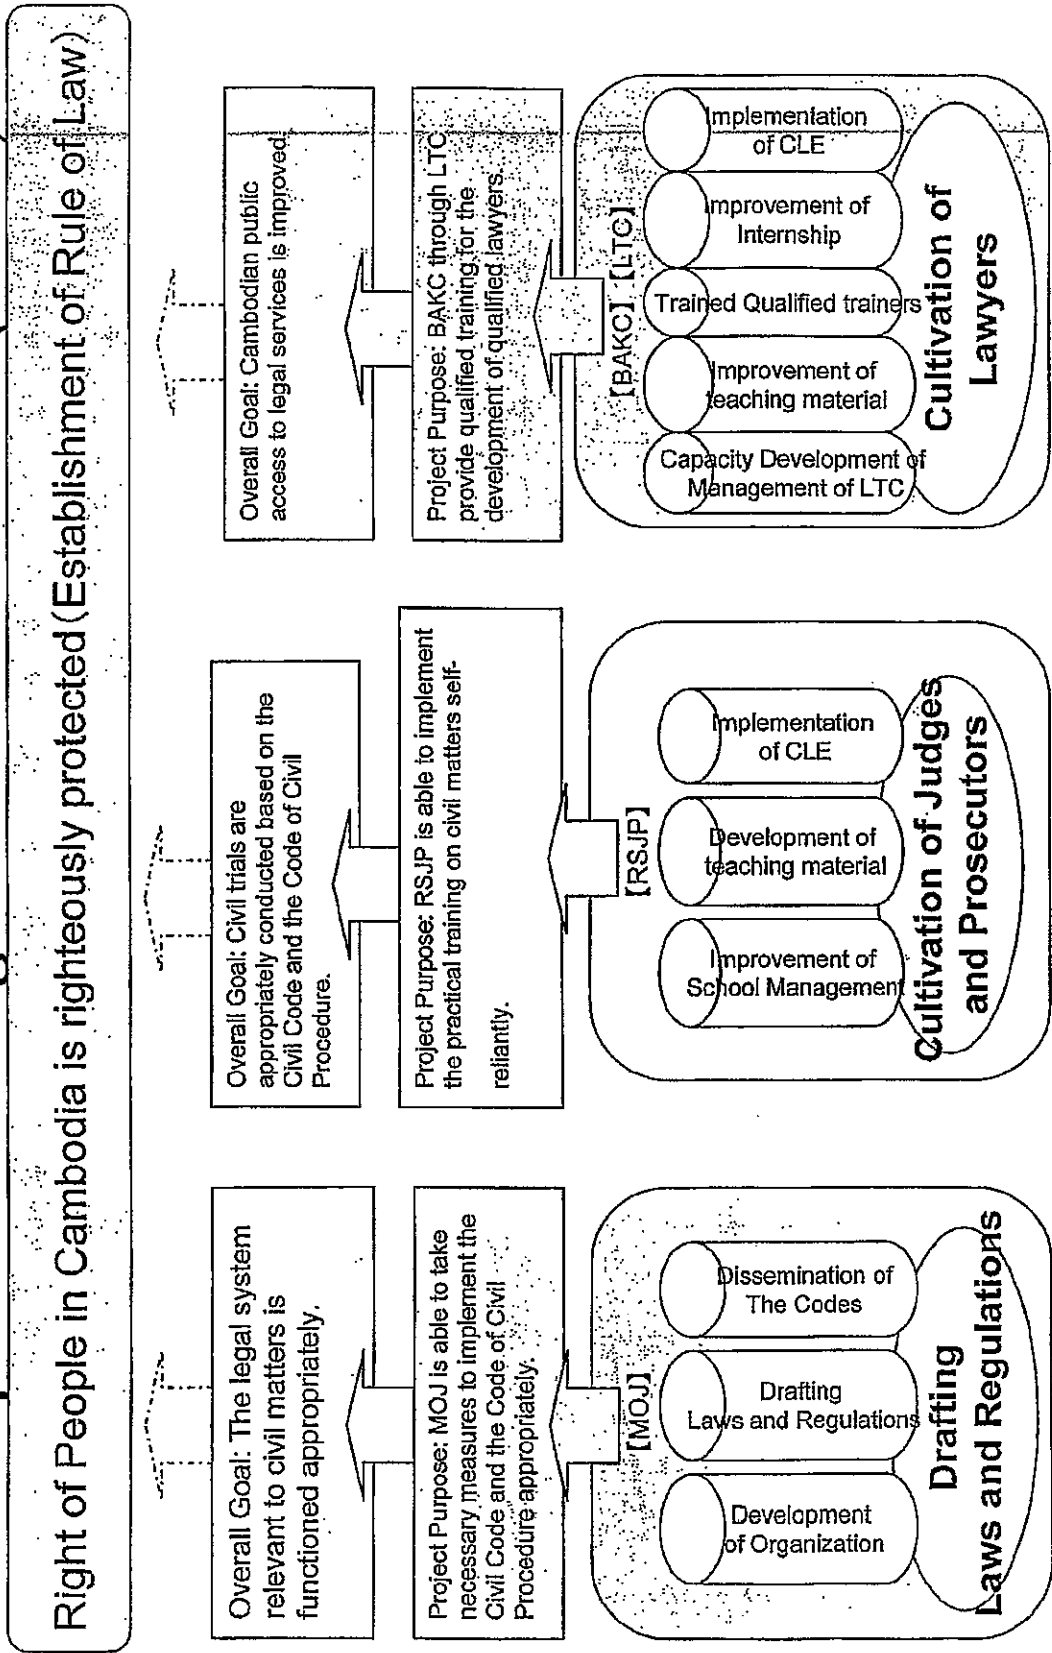 Right of People in Cambodia is righteously protected (Establishment of Rule of Law)
Overall Goal: The legal system
relevant to civil matters is
functioned appropriately.
Project Purpose: MOJ is able to take
necessary measures to implement the
Civil Code and the Code of Civil
Procedure appropriately.
【MOJ】
Development
of Organization
Drafting
Laws and Regulations
Dissemination of
The Codes
Drafting
Laws and Regulations
Overall Goal: Civil trials are
appropriately conducted based on the
Civil Code and the Code of Civil
Procedure.
Project Purpose: RSJP is able to implement
the practical training on civil matters self-
reliantly.
【RSJP】
Improvement of
School Management
Development of
teaching material
Implementation
of CLE
Cultivation of Judges
and Prosecutors
Overall Goal: Cambodian public
access to legal services is improved
Project Purpose: BAKC through LTC
provide qualified training for the
development of qualified lawyers.
【BAKC】【LTC】
Capacity Development of
Management of LTC
Improvement of
teaching material
Trained Qualified trainers
Improvement of
Internship
Implementation
of CLE
Cultivation of
Lawyers